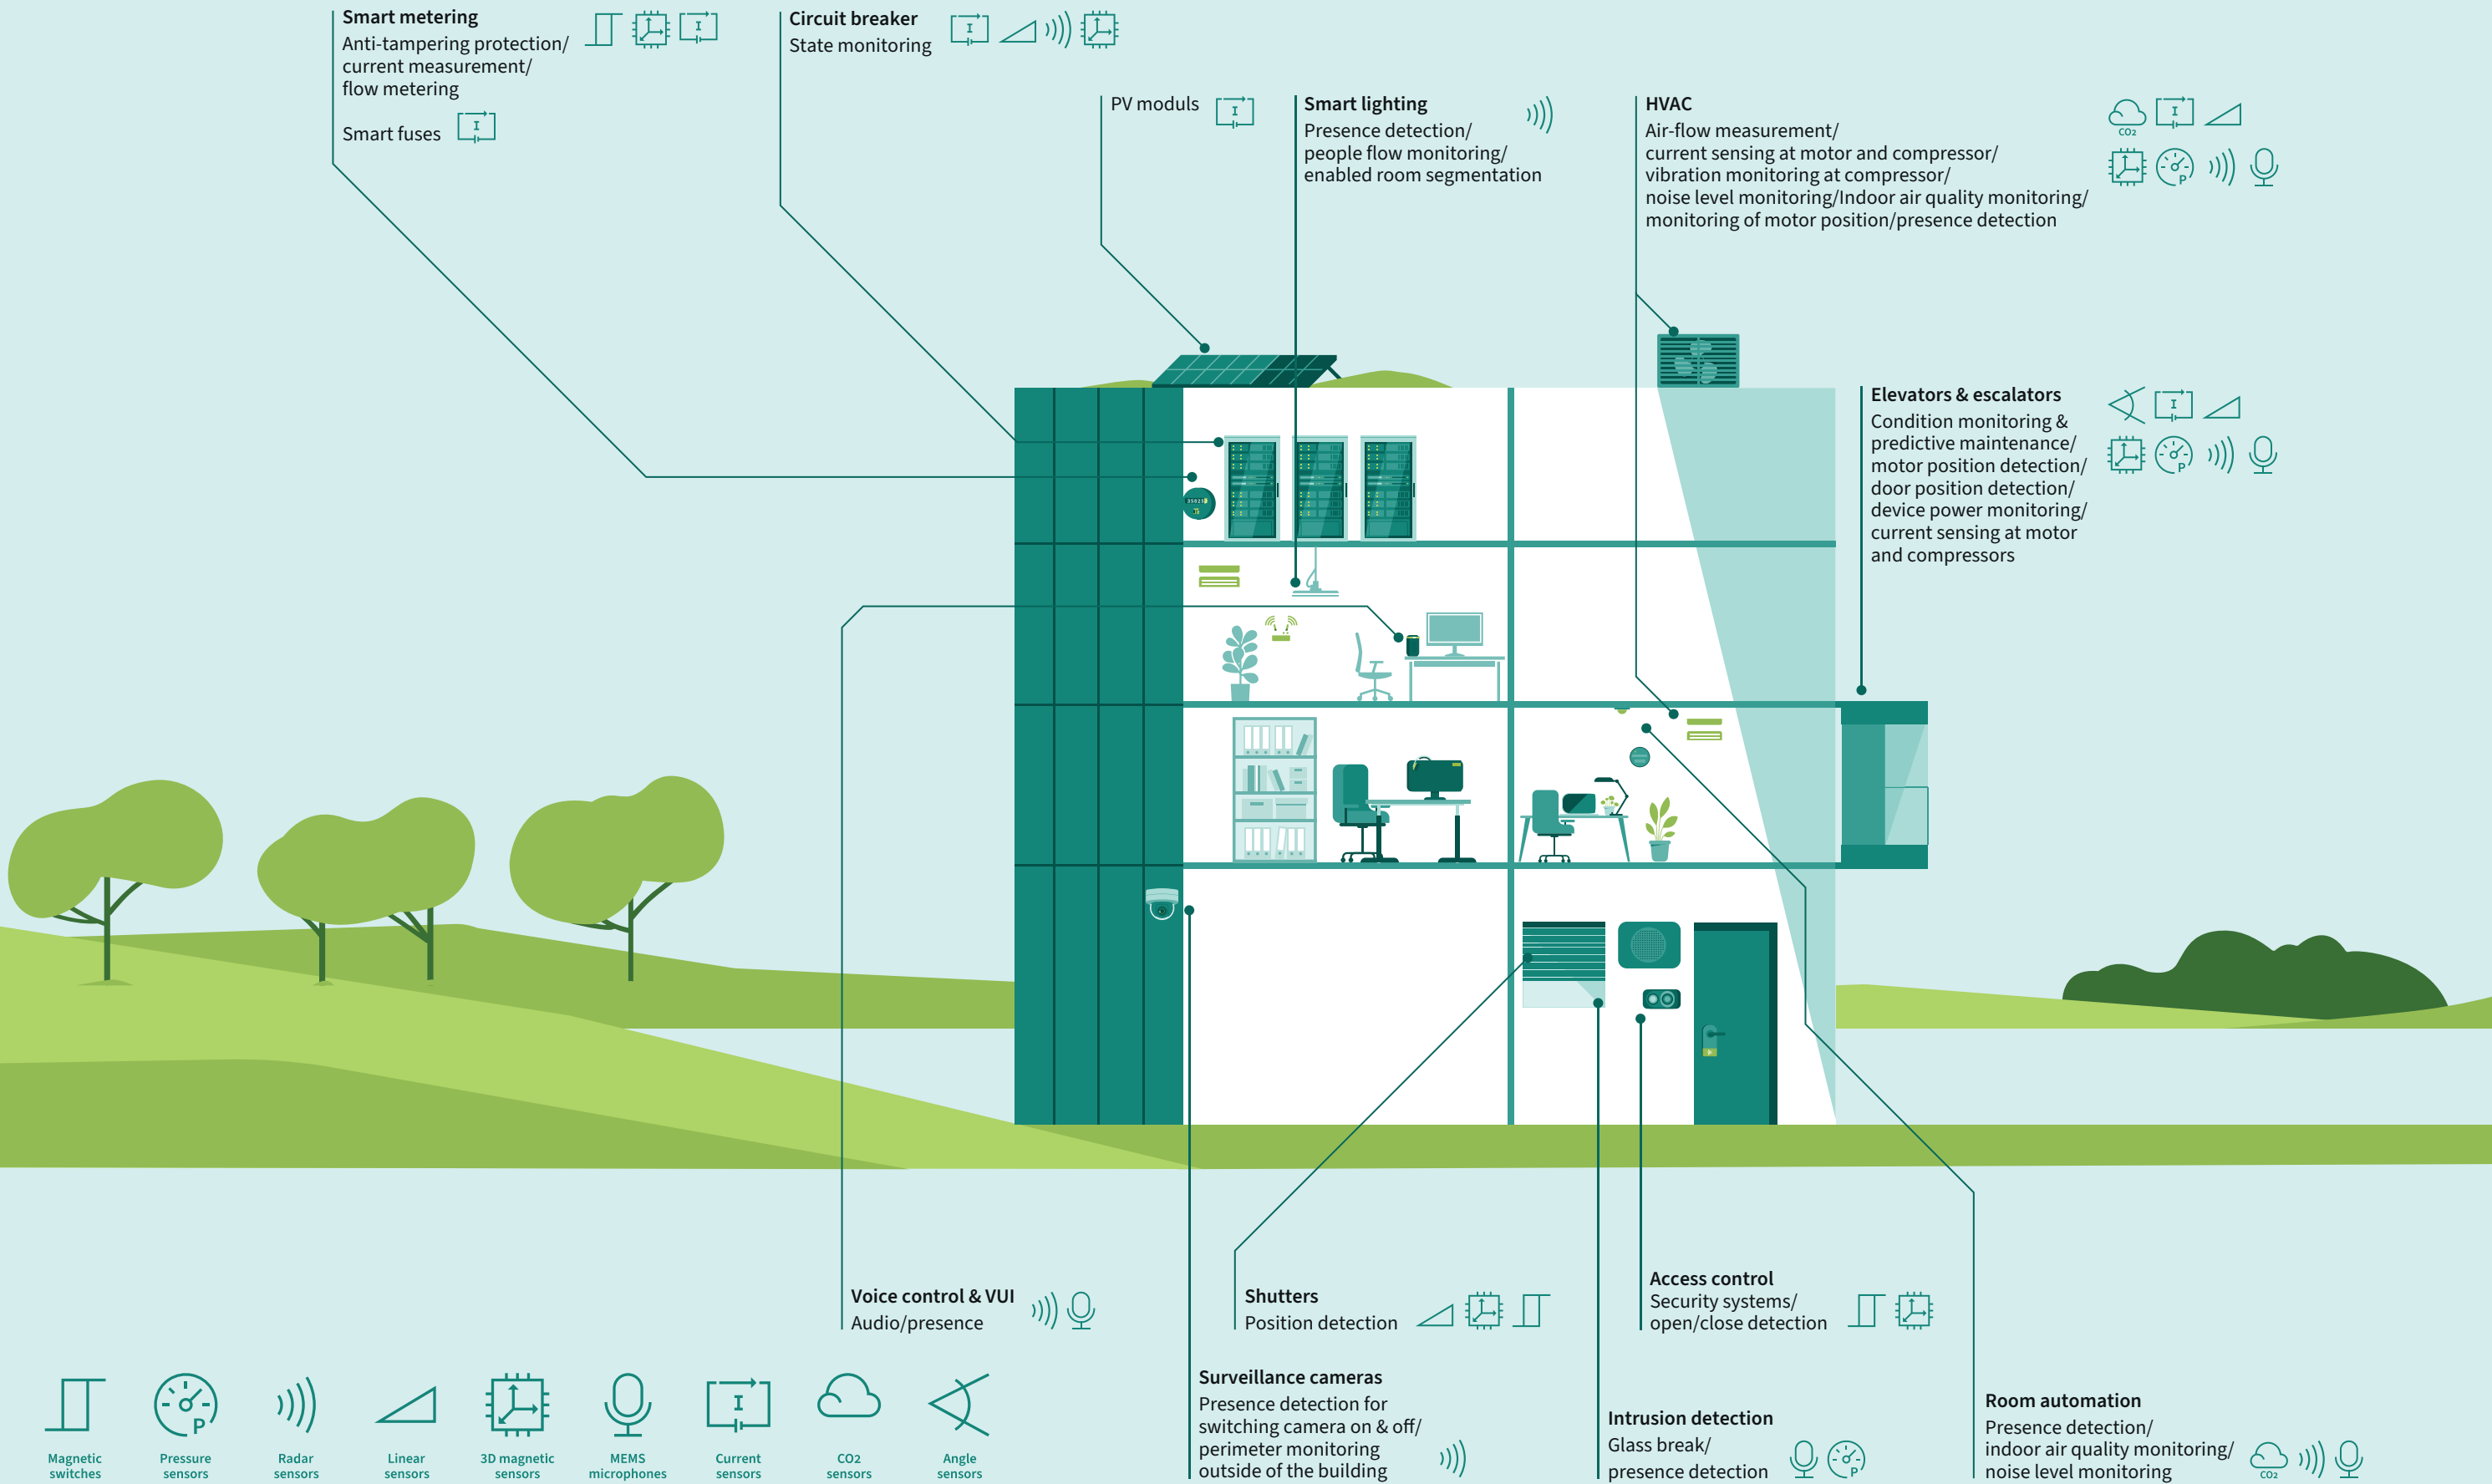 Smart metering
Anti-tampering protection/
current measurement/
flow metering
Smart fuses
Circuit breaker
State monitoring
PV moduls
Smart lighting
Presence detection/
people flow monitoring/
enabled room segmentation
HVAC
Air-flow measurement/
current sensing at motor and compressor/
vibration monitoring at compressor/
noise level monitoring/Indoor air quality monitoring/
monitoring of motor position/presence detection
CO2
P
Elevators & escalators
Condition monitoring &
predictive maintenance/
motor position detection/
door position detection/
device power monitoring/
current sensing at motor
and compressors
P
Voice control & VUI
Audio/presence
Shutters
Position detection
Access control
Security systems/
open/close detection
Surveillance cameras
Presence detection for
switching camera on & off/
perimeter monitoring
outside of the building
Intrusion detection
Glass break/
presence detection
P
Room automation
Presence detection/
indoor air quality monitoring/
noise level monitoring
CO2
P
I
Magnetic
switches
Pressure
sensors
Radar
sensors
Linear
sensors
3D magnetic
sensors
MEMS
microphones
Current
sensors
CO2
sensors
Angle
sensors